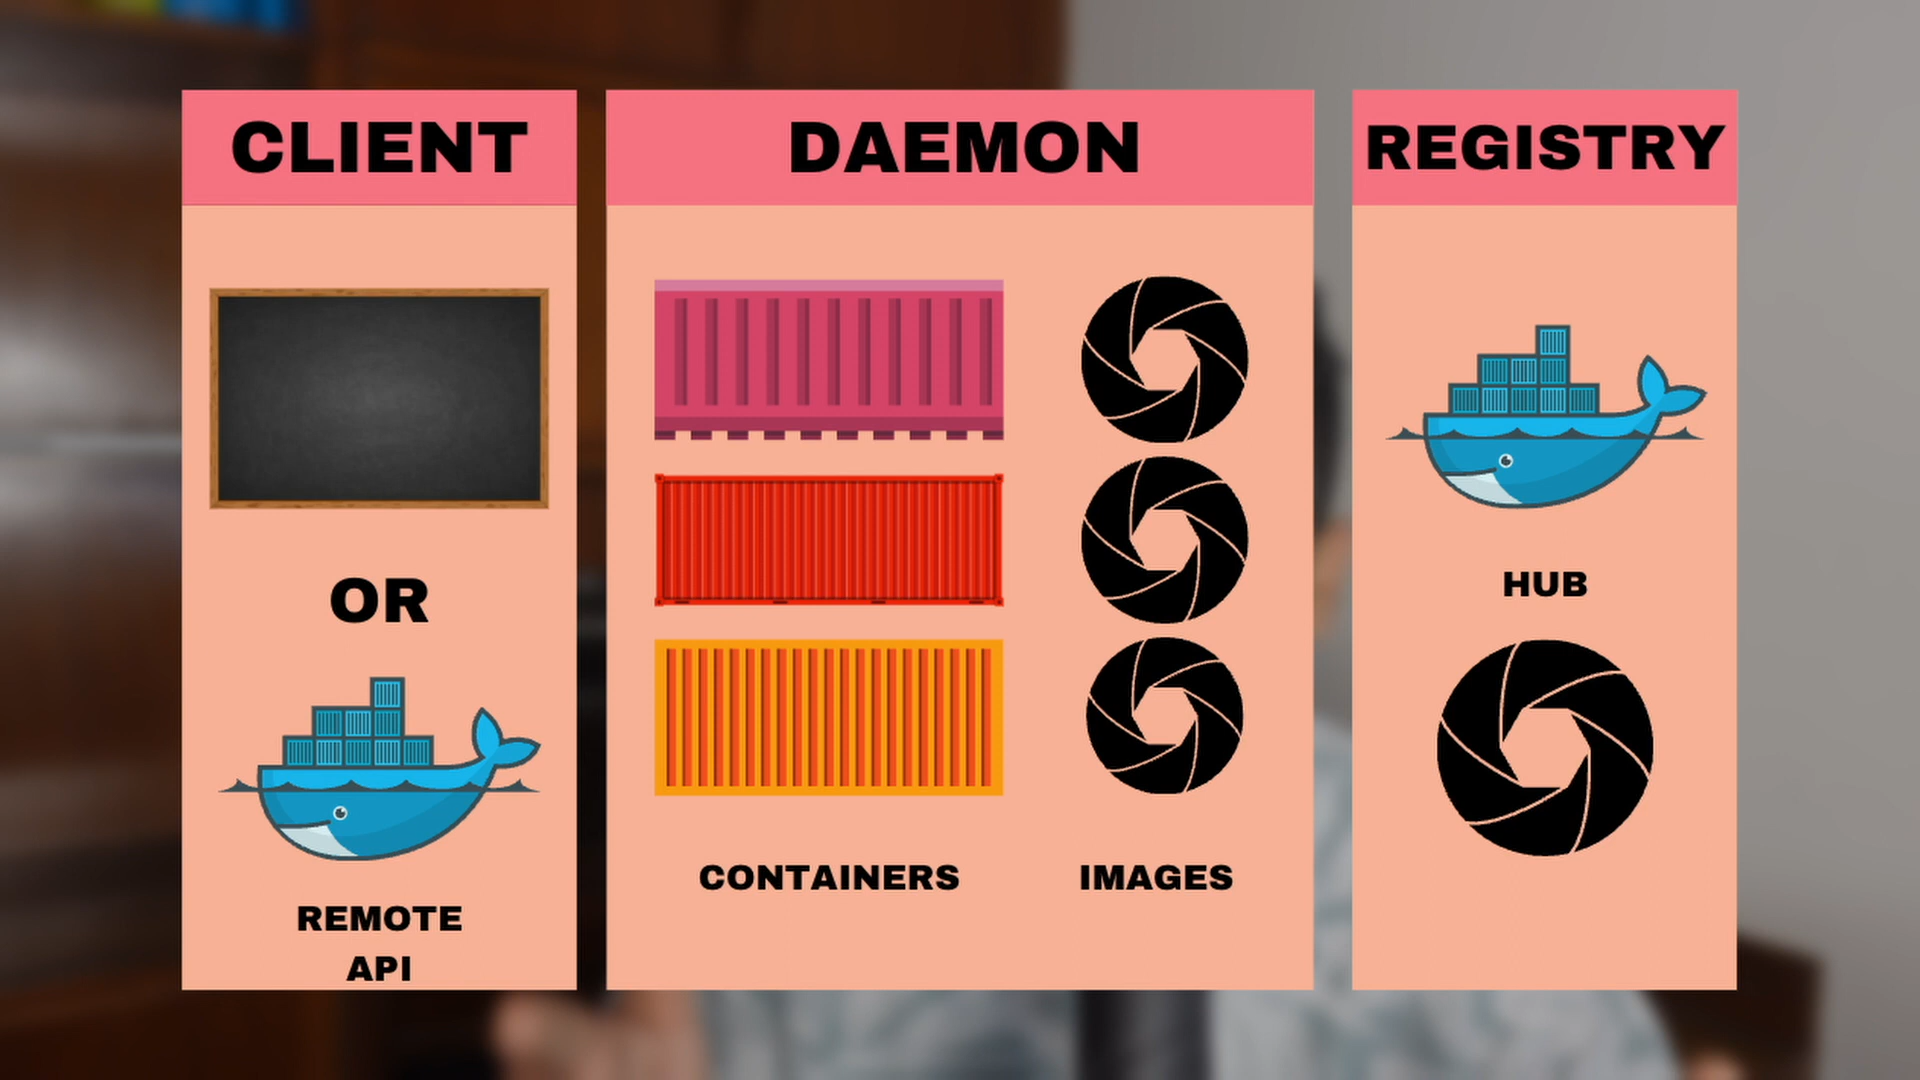 CLIENT
OR
REMOTE
API
DAEMON
CONTAINERS
IMAGES
REGISTRY
HUB